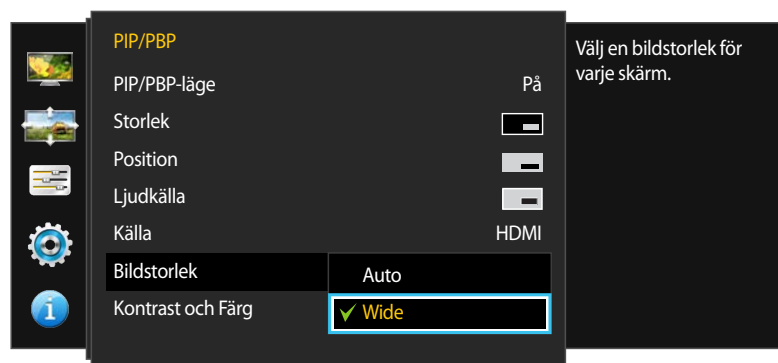 PIP/PBP
PIP/PBP-läge På
Storlek
Position
Ljudkälla
Källa HDMI
Bildstorlek Auto
Kontrast och Färg Wide
Välj en bildstorlek för
varje skärm.